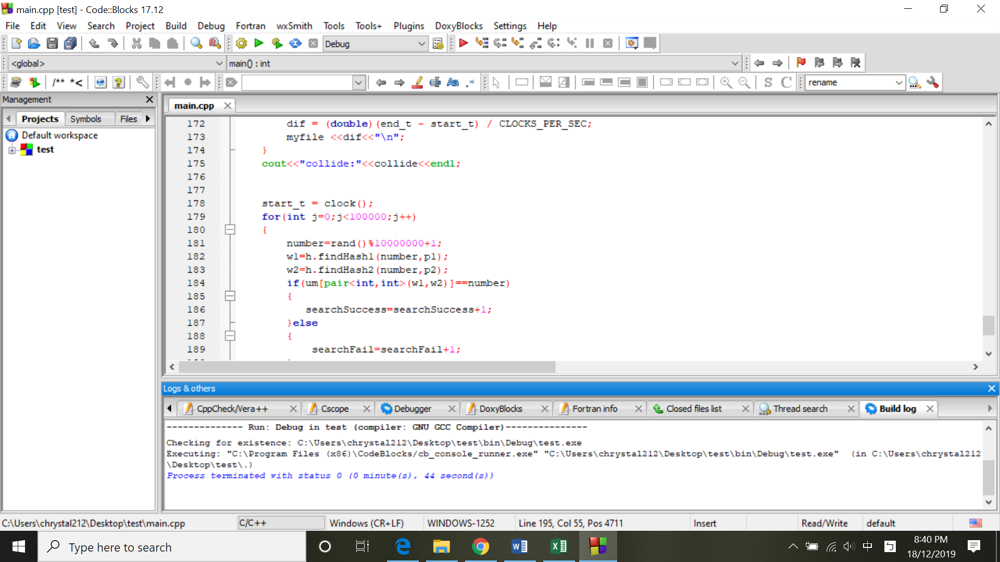 main.cpp [test] - Code::Blocks 17.12
File Edit View Search Project Build Debug Fortran wxSmith Tools Tools+ Plugins DoxyBlocks Settings Help
Debug
<global> main() : int
/** *< Aa .* S C rename
Management
Projects Symbols Files
Default workspace
test
main.cpp
172 dif = (double)(end_t - start_t) / CLOCKS_PER_SEC;
173 myfile <<dif<<"\n";
174 }
175 cout<<"collide:"<<collide<<endl;
176
177
178 start_t = clock();
179 for(int j=0;j<100000;j++)
180 {
181 number=rand()%10000000+1;
182 w1=h.findHash1(number,p1);
183 w2=h.findHash2(number,p2);
184 if(um[pair<int,int>(w1,w2)]==number)
185 {
186 searchSuccess=searchSuccess+1;
187 }else
188 {
189 searchFail=searchFail+1;
Logs & others
CppCheck/Vera++ Cscope Debugger DoxyBlocks Fortran info Closed files list Thread search Build log
-------------- Run: Debug in test (compiler: GNU GCC Compiler)---------------
Checking for existence: C:\Users\chrystal212\Desktop\test\bin\Debug\test.exe
Executing: "C:\Program Files (x86)\CodeBlocks/cb_console_runner.exe" "C:\Users\chrystal212\Desktop\test\bin\Debug\test.exe"  (in C:\Users\chrystal212
\Desktop\test\.)
Process terminated with status 0 (0 minute(s), 44 second(s))
C:\Users\chrystal212\Desktop\test\main.cpp C/C++ Windows (CR+LF) WINDOWS-1252 Line 195, Col 55, Pos 4711 Insert Read/Write default
Type here to search
中 ㄅ
8:40 PM
18/12/2019